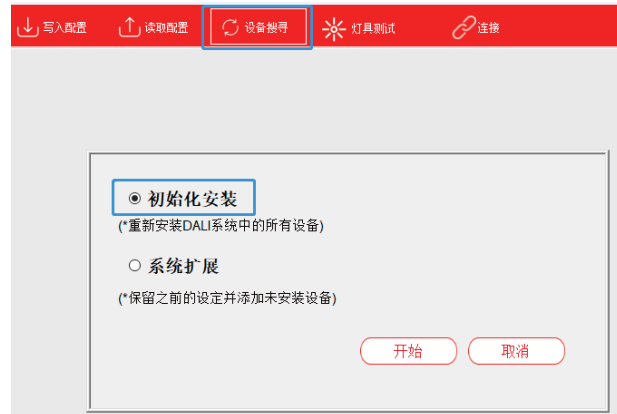 写入配置 读取配置 设备搜寻 灯具测试 连接
初始化安装
(*重新安装DALI系统中的所有设备)
系统扩展
(*保留之前的设定并添加未安装设备)
开始 取消